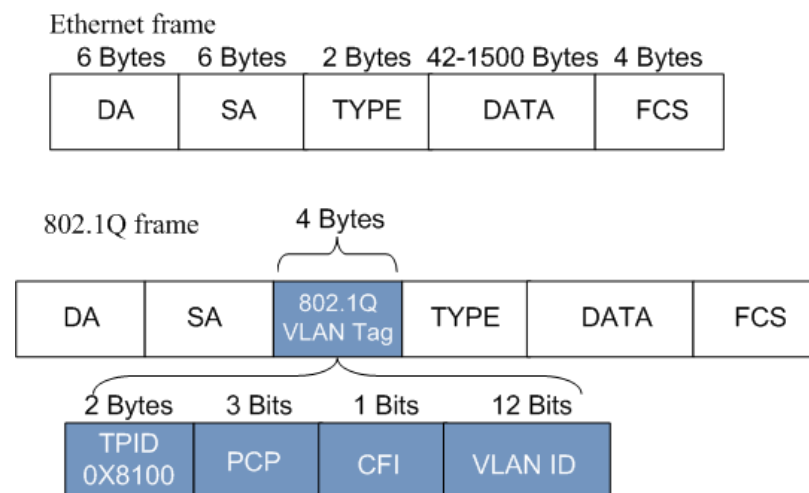 Ethernet frame
6 Bytes 6 Bytes 2 Bytes 42-1500 Bytes 4 Bytes
DA SA TYPE DATA FCS
802.1Q frame
4 Bytes
DA SA 802.1Q VLAN Tag TYPE DATA FCS
2 Bytes 3 Bits 1 Bits 12 Bits
TPID 0X8100 PCP CFI VLAN ID